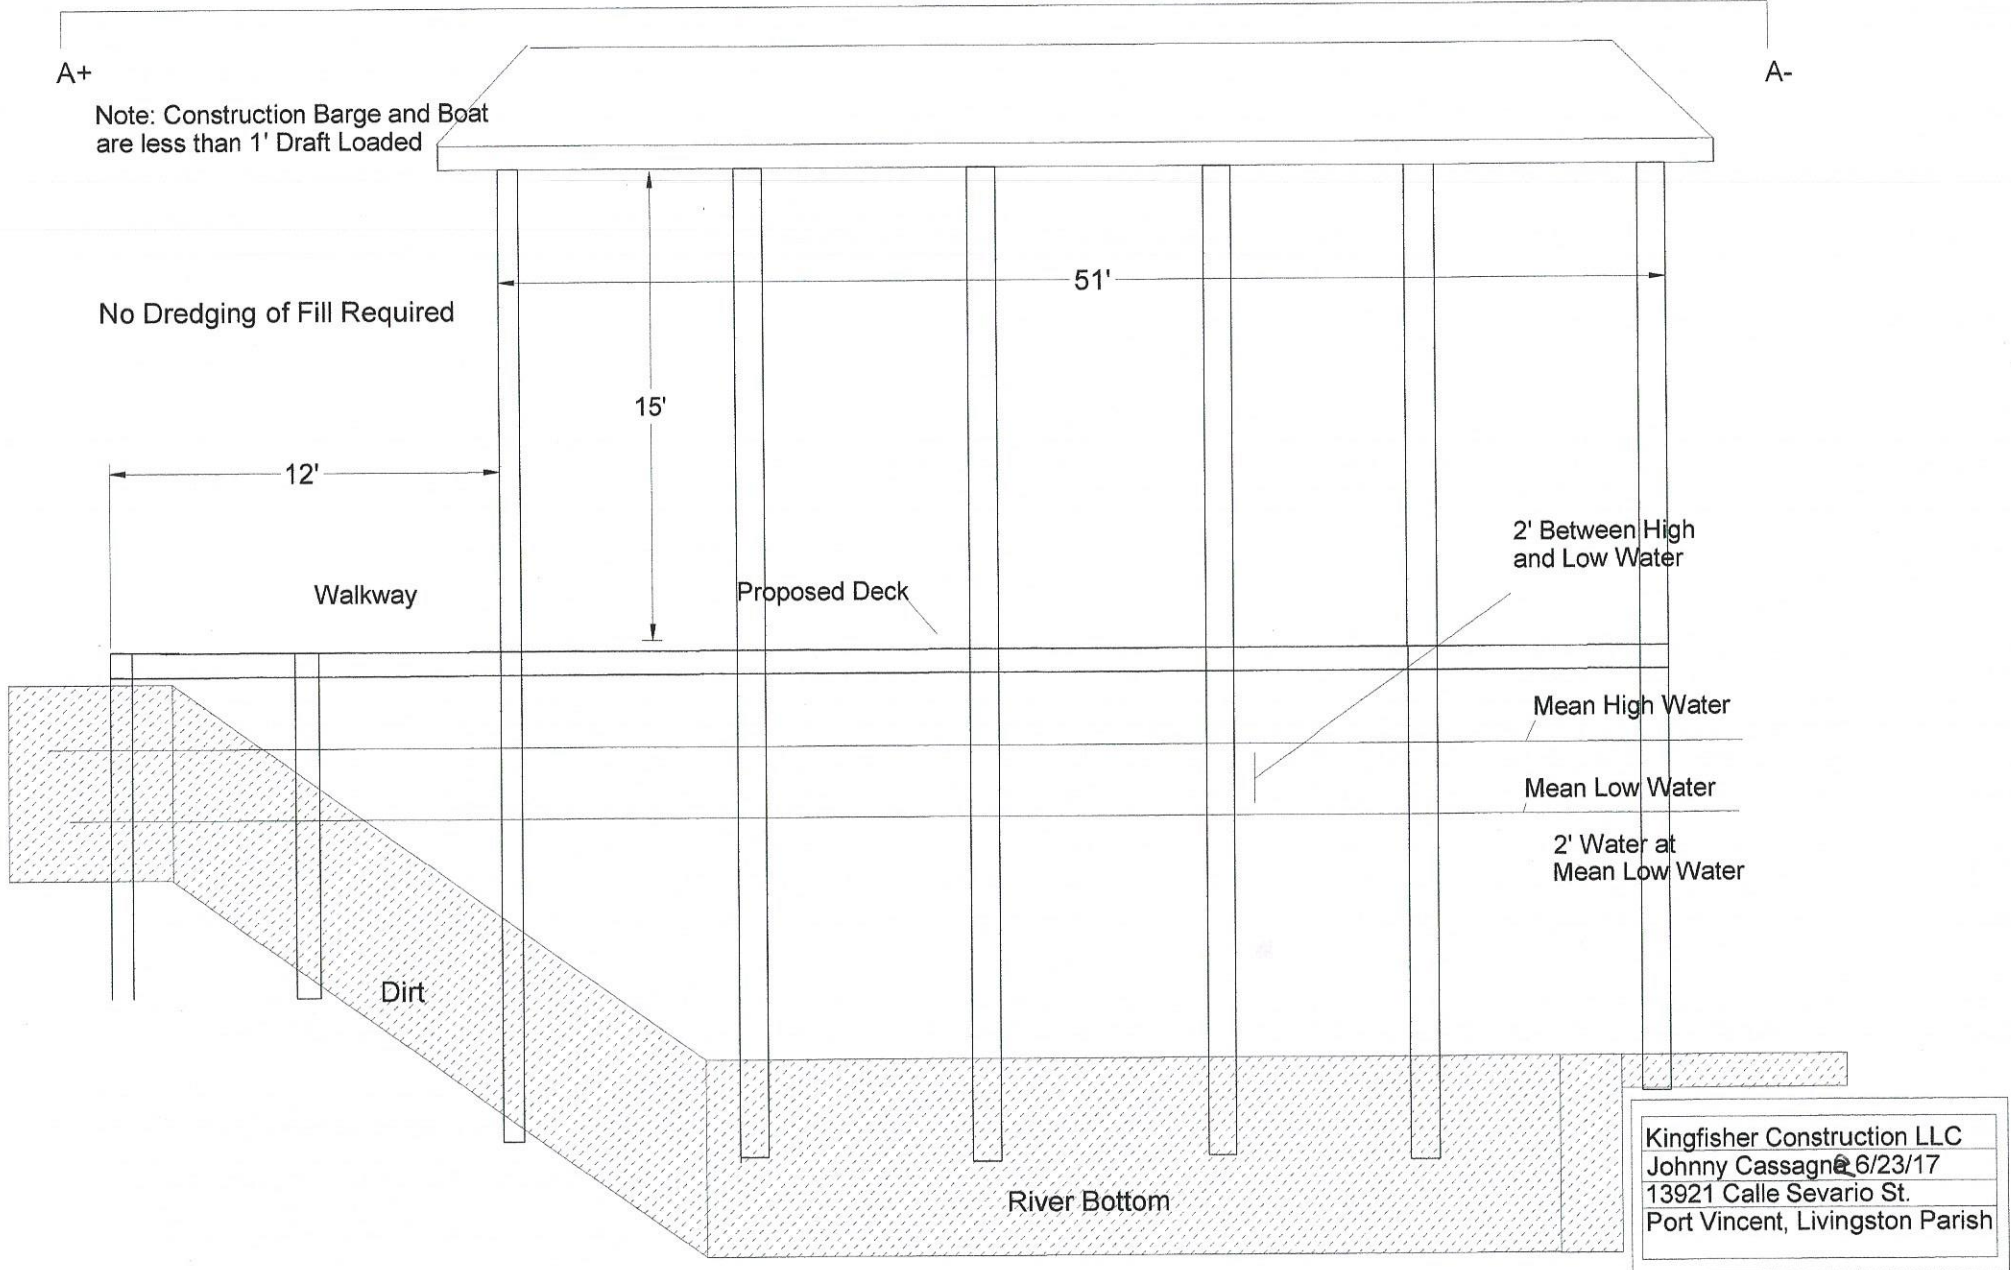 A+
A-
Note: Construction Barge and Boat
are less than 1' Draft Loaded
51'
No Dredging of Fill Required
15'
12'
2' Between High
and Low Water
Walkway
Proposed Deck
Mean High Water
Mean Low Water
2' Water at
Mean Low Water
Dirt
River Bottom
Kingfisher Construction LLC
Johnny Cassagne 6/23/17
13921 Calle Sevario St.
Port Vincent, Livingston Parish